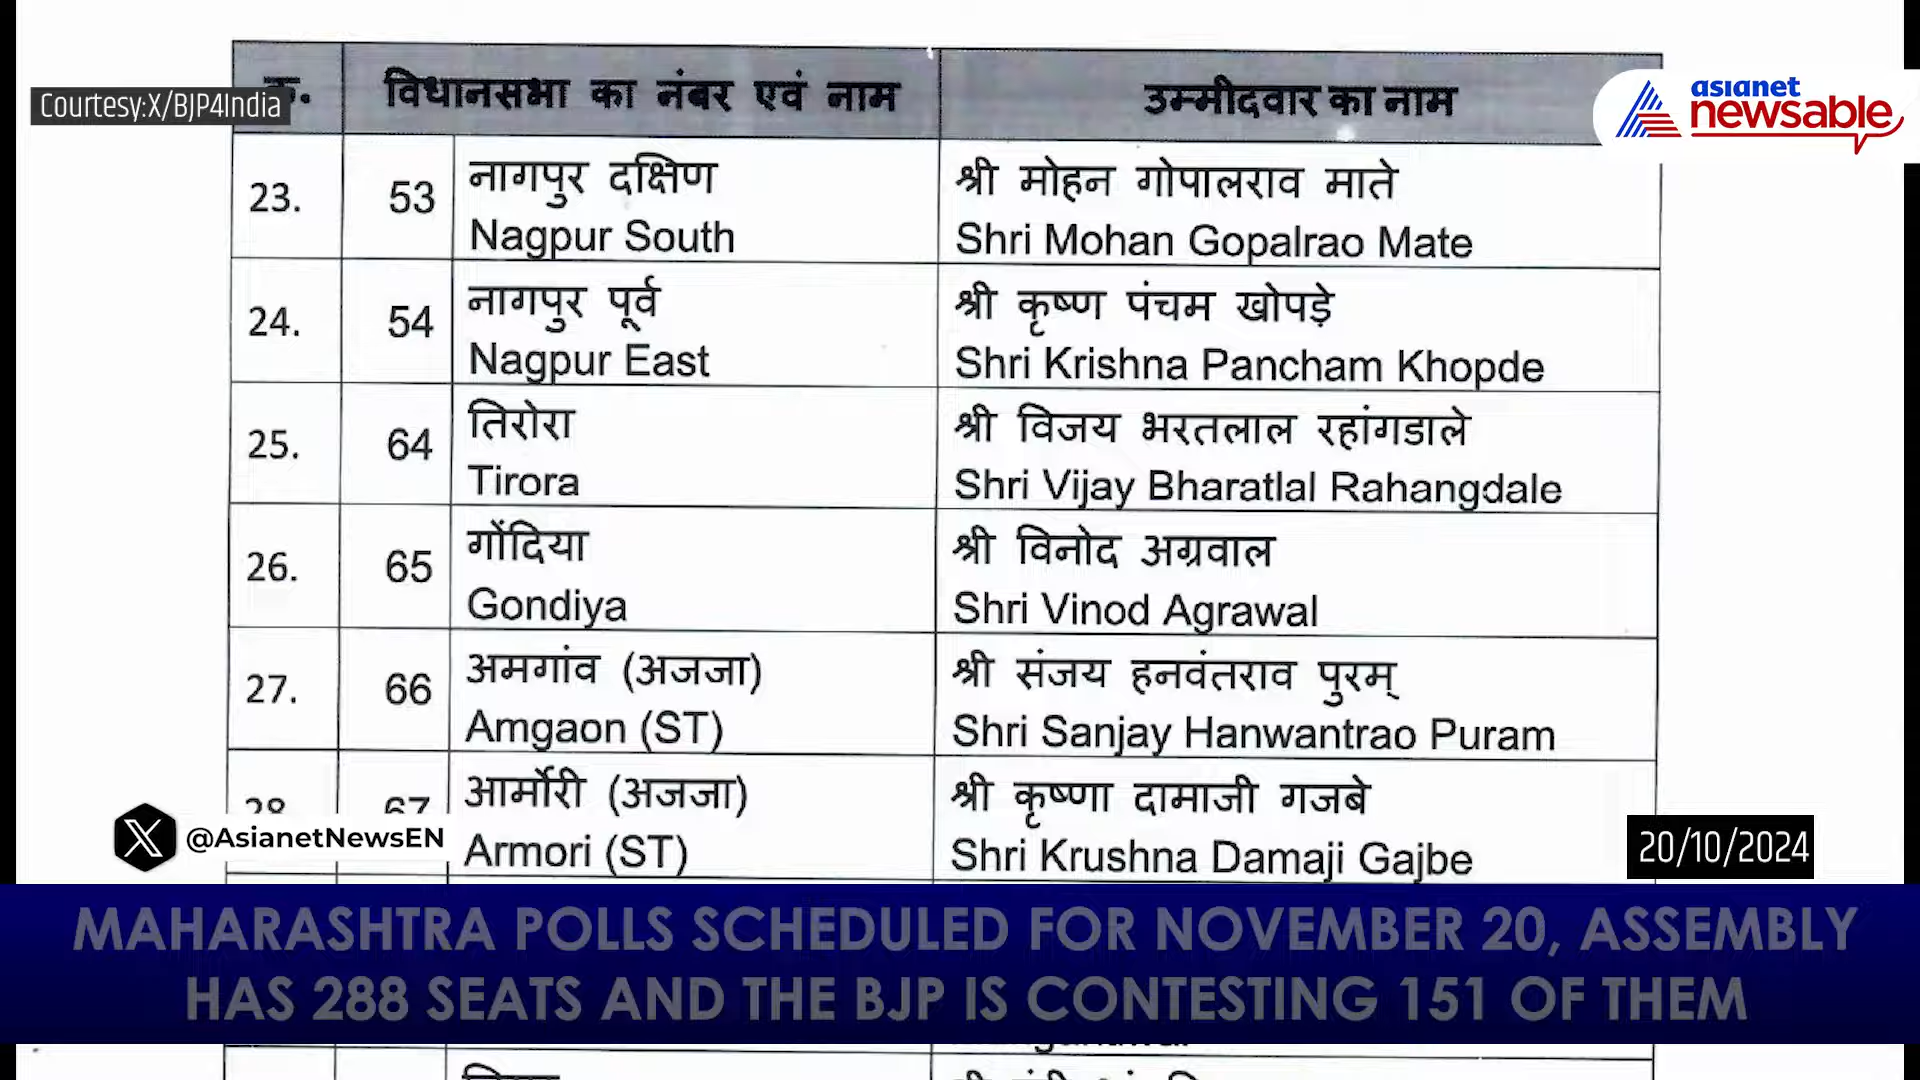 Courtesy:X/BJP4India
asianet
newsable
विधानसभा का नंबर एवं नाम
उम्मीदवार का नाम
23.
53
नागपुर दक्षिण
Nagpur South
श्री मोहन गोपालराव माते
Shri Mohan Gopalrao Mate
24.
54
नागपुर पूर्व
Nagpur East
श्री कृष्ण पंचम खोपड़े
Shri Krishna Pancham Khopde
25.
64
तिरोरा
Tirora
श्री विजय भरतलाल रहांगडाले
Shri Vijay Bharatlal Rahangdale
26.
65
गोंदिया
Gondiya
श्री विनोद अग्रवाल
Shri Vinod Agrawal
27.
66
अमगांव (अजजा)
Amgaon (ST)
श्री संजय हनवंतराव पुरम्
Shri Sanjay Hanwantrao Puram
28
67
आर्मोरी (अजजा)
Armori (ST)
श्री कृष्णा दामाजी गजबे
Shri Krushna Damaji Gajbe
@AsianetNewsEN
20/10/2024
MAHARASHTRA POLLS SCHEDULED FOR NOVEMBER 20, ASSEMBLY
HAS 288 SEATS AND THE BJP IS CONTESTING 151 OF THEM